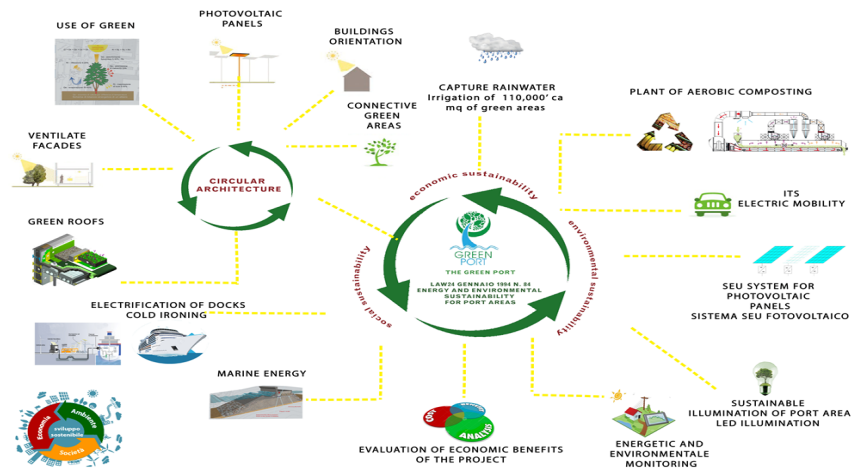 USE OF GREEN
PHOTOVOLTAIC
PANELS
BUILDINGS
ORIENTATION
CONNECTIVE
GREEN
AREAS
VENTILATE
FACADES
CIRCULAR
ARCHITECTURE
GREEN ROOFS
CAPTURE RAINWATER
Irrigation of 110,000' ca
mq of green areas
PLANT OF AEROBIC COMPOSTING
ITS
ELECTRIC MOBILITY
economic sustainability
environmental sustainability
social sustainability
GREEN
PORT
THE GREEN PORT
LAW24 GENNAIO 1994 N. 84
ENERGY AND ENVIRONMENTAL
SUSTAINABILITY
FOR PORT AREAS
SEU SYSTEM FOR
PHOTOVOLTAIC
PANELS
SISTEMA SEU FOTOVOLTAICO
ELECTRIFICATION OF DOCKS
COLD IRONING
MARINE ENERGY
Economia
Ambiente
sviluppo
sostenibile
Società
COST
ANALYSIS
EVALUATION OF ECONOMIC BENEFITS
OF THE PROJECT
ENERGETIC AND
ENVIRONMENTALE
MONITORING
SUSTAINABLE
ILLUMINATION OF PORT AREA
LED ILLUMINATION